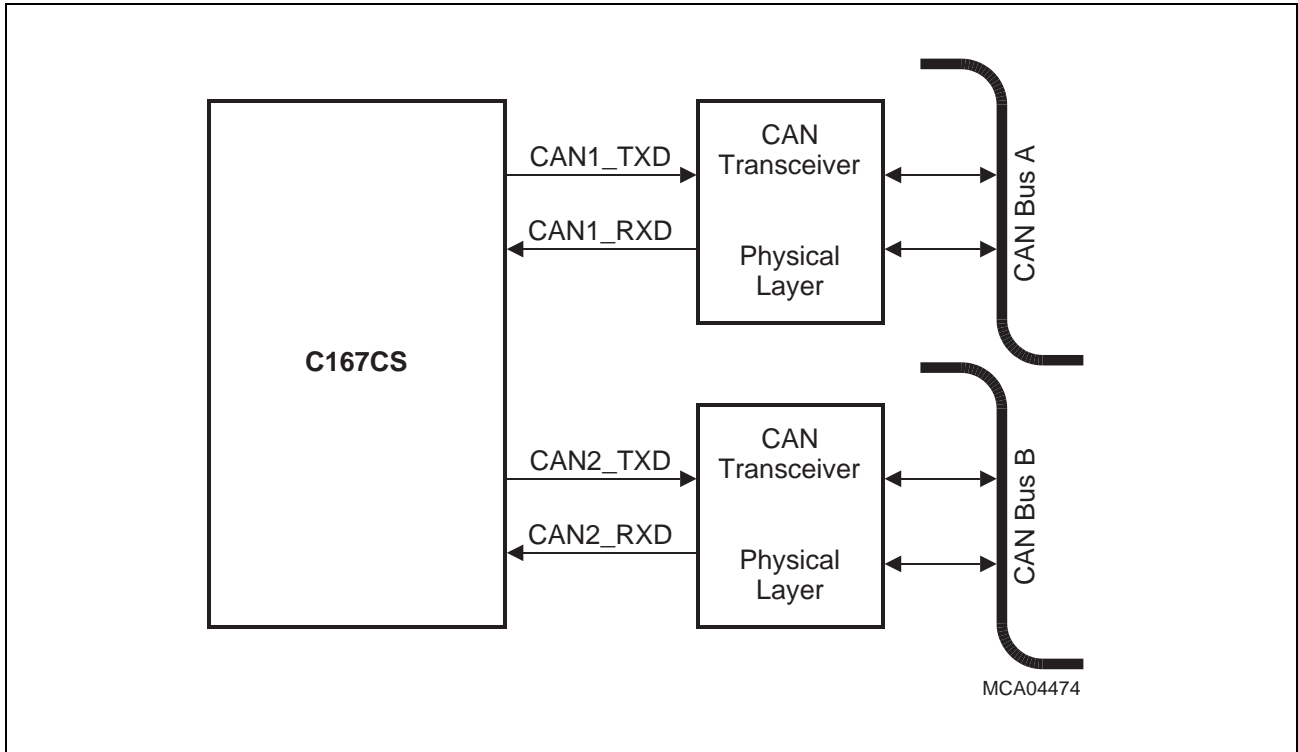 CAN
Transceiver
CAN1_TXD
CAN1_RXD
Physical
Layer
CAN Bus A
C167CS
CAN
Transceiver
CAN2_TXD
CAN2_RXD
Physical
Layer
CAN Bus B
MCA04474